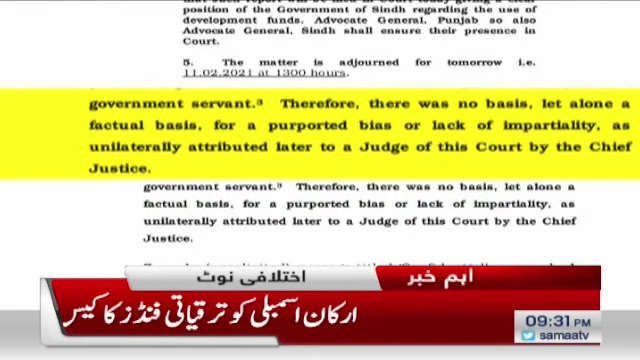 that such report will be filed in Court today giving a clear
position of the Government of Sindh regarding the use of
development funds. Advocate General, Punjab so also
Advocate General, Sindh shall ensure their presence in
Court.
5. The matter is adjourned for tomorrow i.e.
11.02.2021 at 1300 hours.
government servant.³ Therefore, there was no basis, let alone a
factual basis, for a purported bias or lack of impartiality, as
unilaterally attributed later to a Judge of this Court by the Chief
Justice.
government servant.³ Therefore, there was no basis, let alone a
factual basis, for a purported bias or lack of impartiality, as
unilaterally attributed later to a Judge of this Court by the Chief
Justice.
اہم خبر
اختلافی نوٹ
ارکان اسمبلی کو ترقیاتی فنڈز کا کیس
09:31 PM
samaatv